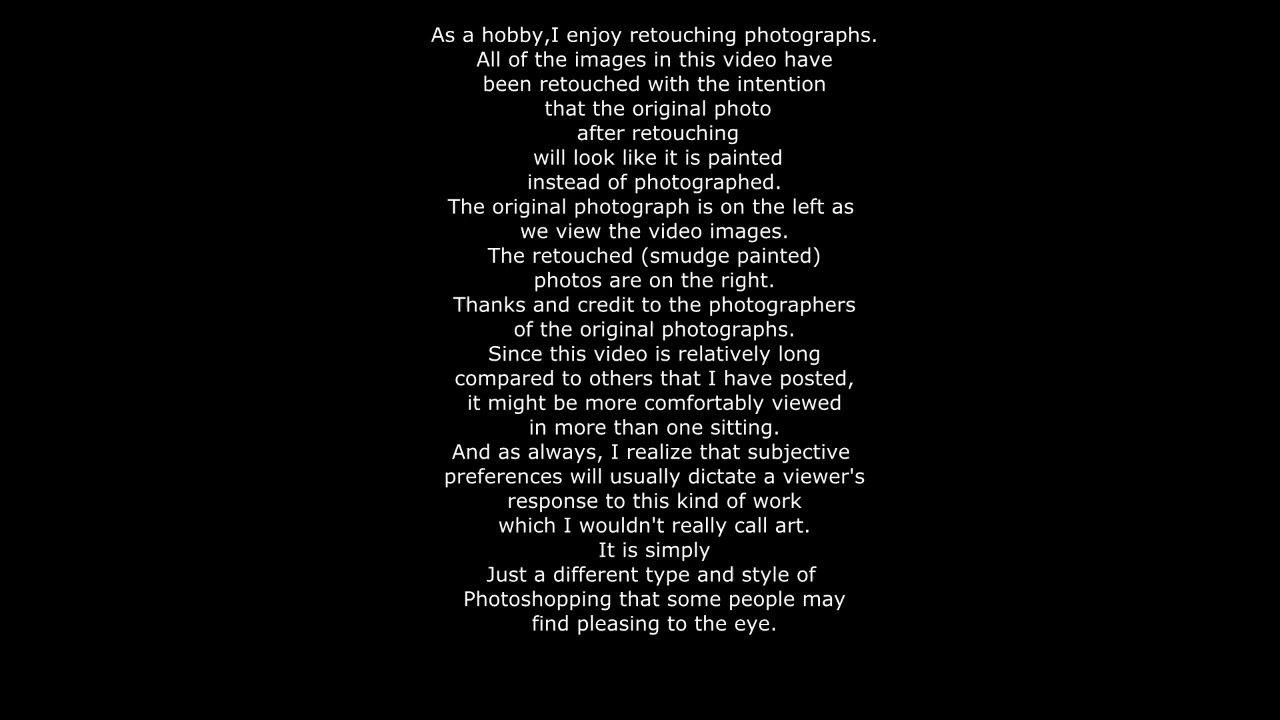 As a hobby,I enjoy retouching photographs.
All of the images in this video have
been retouched with the intention
that the original photo
after retouching
will look like it is painted
instead of photographed.
The original photograph is on the left as
we view the video images.
The retouched (smudge painted)
photos are on the right.
Thanks and credit to the photographers
of the original photographs.
Since this video is relatively long
compared to others that I have posted,
it might be more comfortably viewed
in more than one sitting.
And as always, I realize that subjective
preferences will usually dictate a viewer's
response to this kind of work
which I wouldn't really call art.
It is simply
Just a different type and style of
Photoshopping that some people may
find pleasing to the eye.